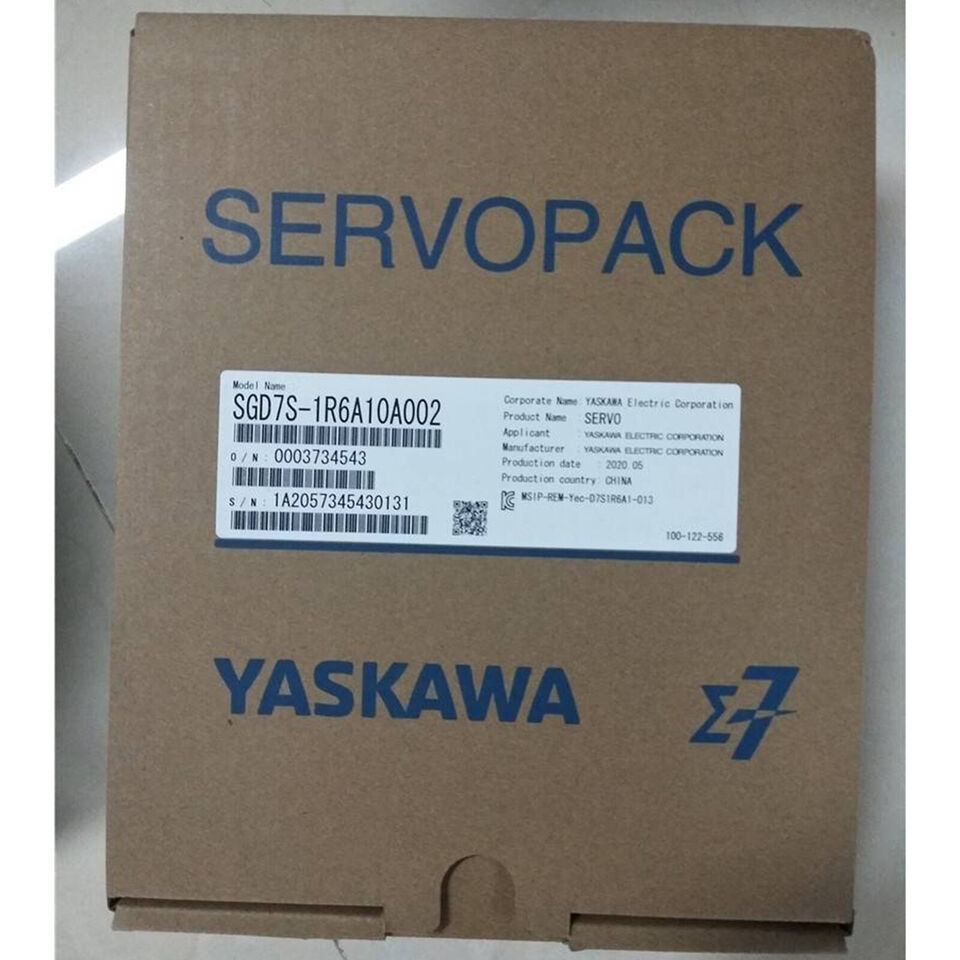 SERVOPACK
Model Name
SGD7S-1R6A10A002
O/N: 0003734543
S/N: 1A2057345430131
Corporate Name: YASKAWA Electric Corporation
Product Name : SERVO
Applicant : YASKAWA ELECTRIC CORPORATION
Manufacturer : YASKAWA ELECTRIC CORPORATION
Production date : 2020.05
Production country: CHINA
MSIP-REM-Yec-D7S1R6A1-013
100-122-556
YASKAWA
Σ-7